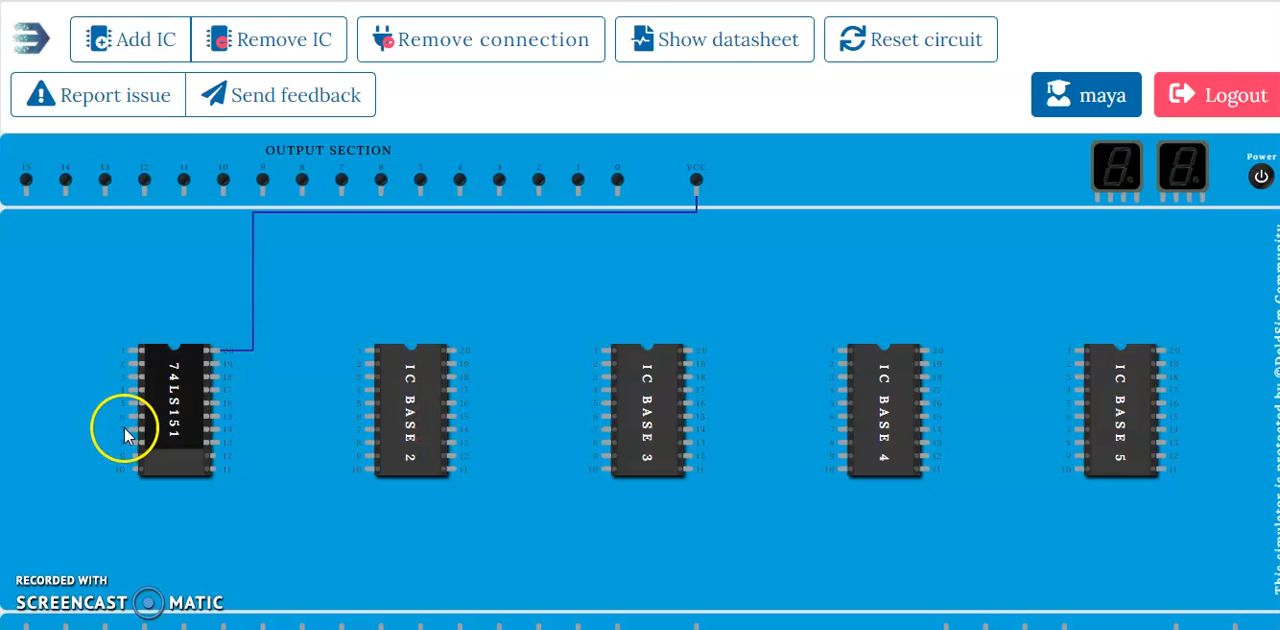 Add IC
Remove IC
Remove connection
Show datasheet
Reset circuit
Report issue
Send feedback
maya
Logout
OUTPUT SECTION
15 14 13 12 11 10 9 8 7 6 5 4 3 2 1 0 VCC
Power
74LS151
IC BASE 2
IC BASE 3
IC BASE 4
IC BASE 5
RECORDED WITH
SCREENCAST MATIC